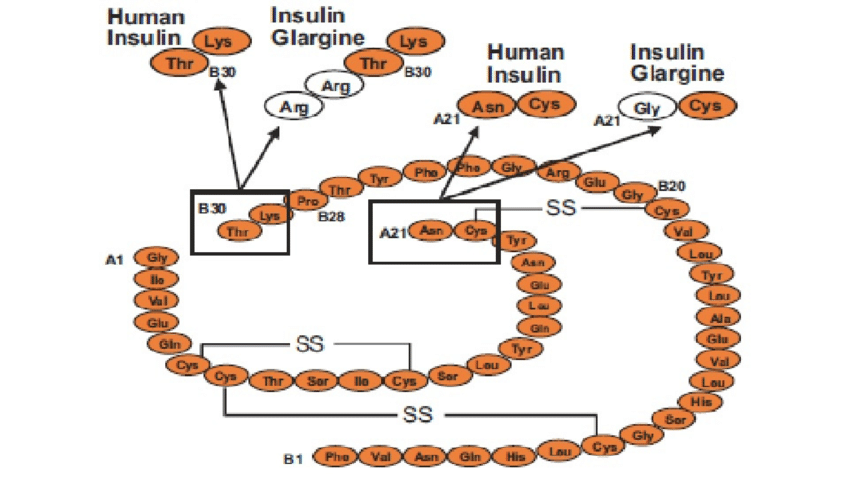 Human
Insulin
Lys
Thr
B30
Insulin
Glargine
Lys
Thr
B30
Arg
Arg
Human
Insulin
Asn
Cys
A21
Insulin
Glargine
Gly
Cys
A21
B30
Thr
Lys
Pro
B28
Thr
Tyr
Phe
Phe
Gly
Arg
Glu
Gly
B20
Cys
Val
Leu
Tyr
Leu
Ala
Glu
Val
Leu
His
Ser
Gly
Cys
Leu
His
Gln
Asn
Val
Phe
B1
A21
Asn
Cys
SS
Tyr
Asn
Glu
Leu
Gln
Tyr
Leu
Ser
Cys
Ile
Ser
Thr
Cys
Cys
Gln
Glu
Val
Ile
Gly
A1
SS
SS